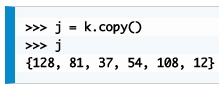 >>> j = k.copy()
>>> j
{128, 81, 37, 54, 108, 12}